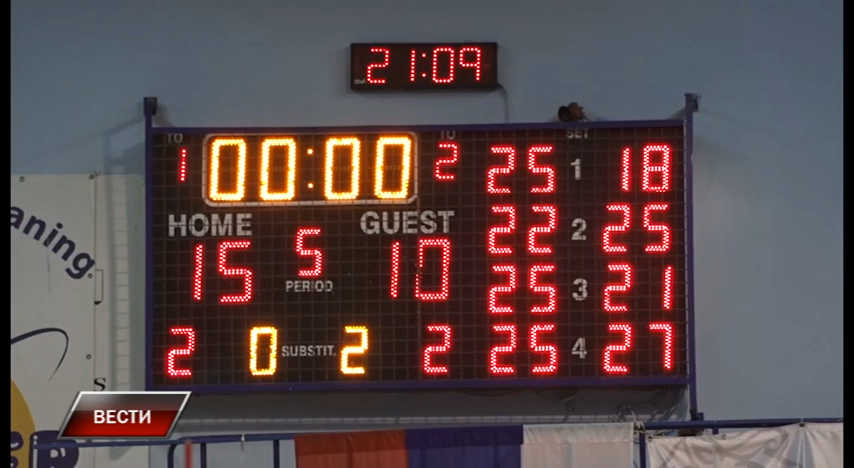 21:09
TO
TO
SET
1
00:00
2
25 1 18
HOME
GUEST
22 2 25
15
5
10
PERIOD
25 3 21
2
0
SUBSTIT.
2
2
25 4 27
aning
S
ВЕСТИ